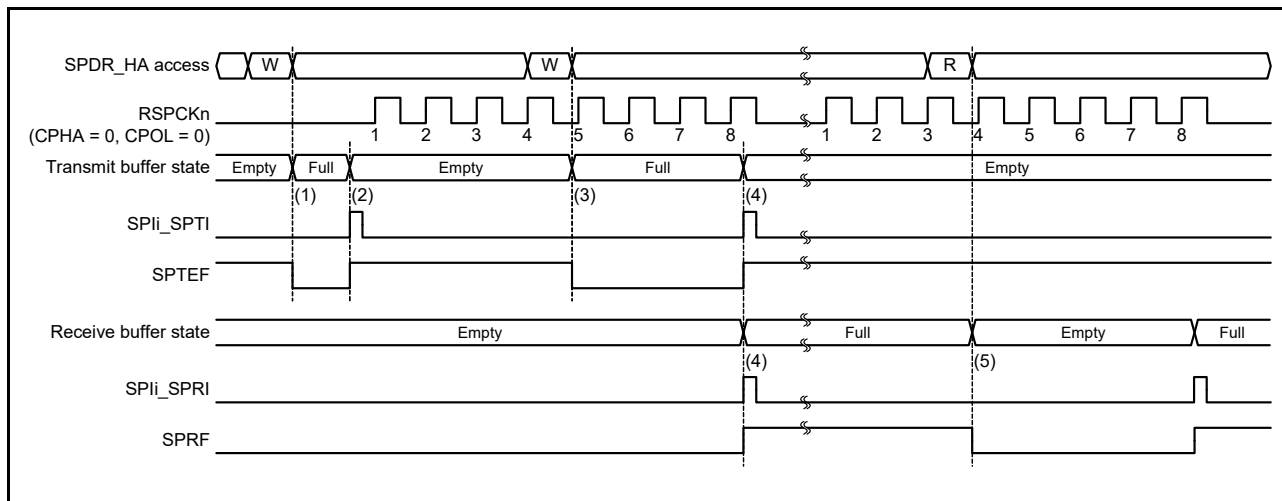 SPDR_HA access W W R
RSPCKn
(CPHA = 0, CPOL = 0)
1 2 3 4 5 6 7 8 1 2 3 4 5 6 7 8
Transmit buffer state Empty Full Empty Full Empty
(1) (2) (3) (4)
SPIi_SPTI
SPTEF
Receive buffer state Empty Full Empty Full
(4) (5)
SPIi_SPRI
SPRF